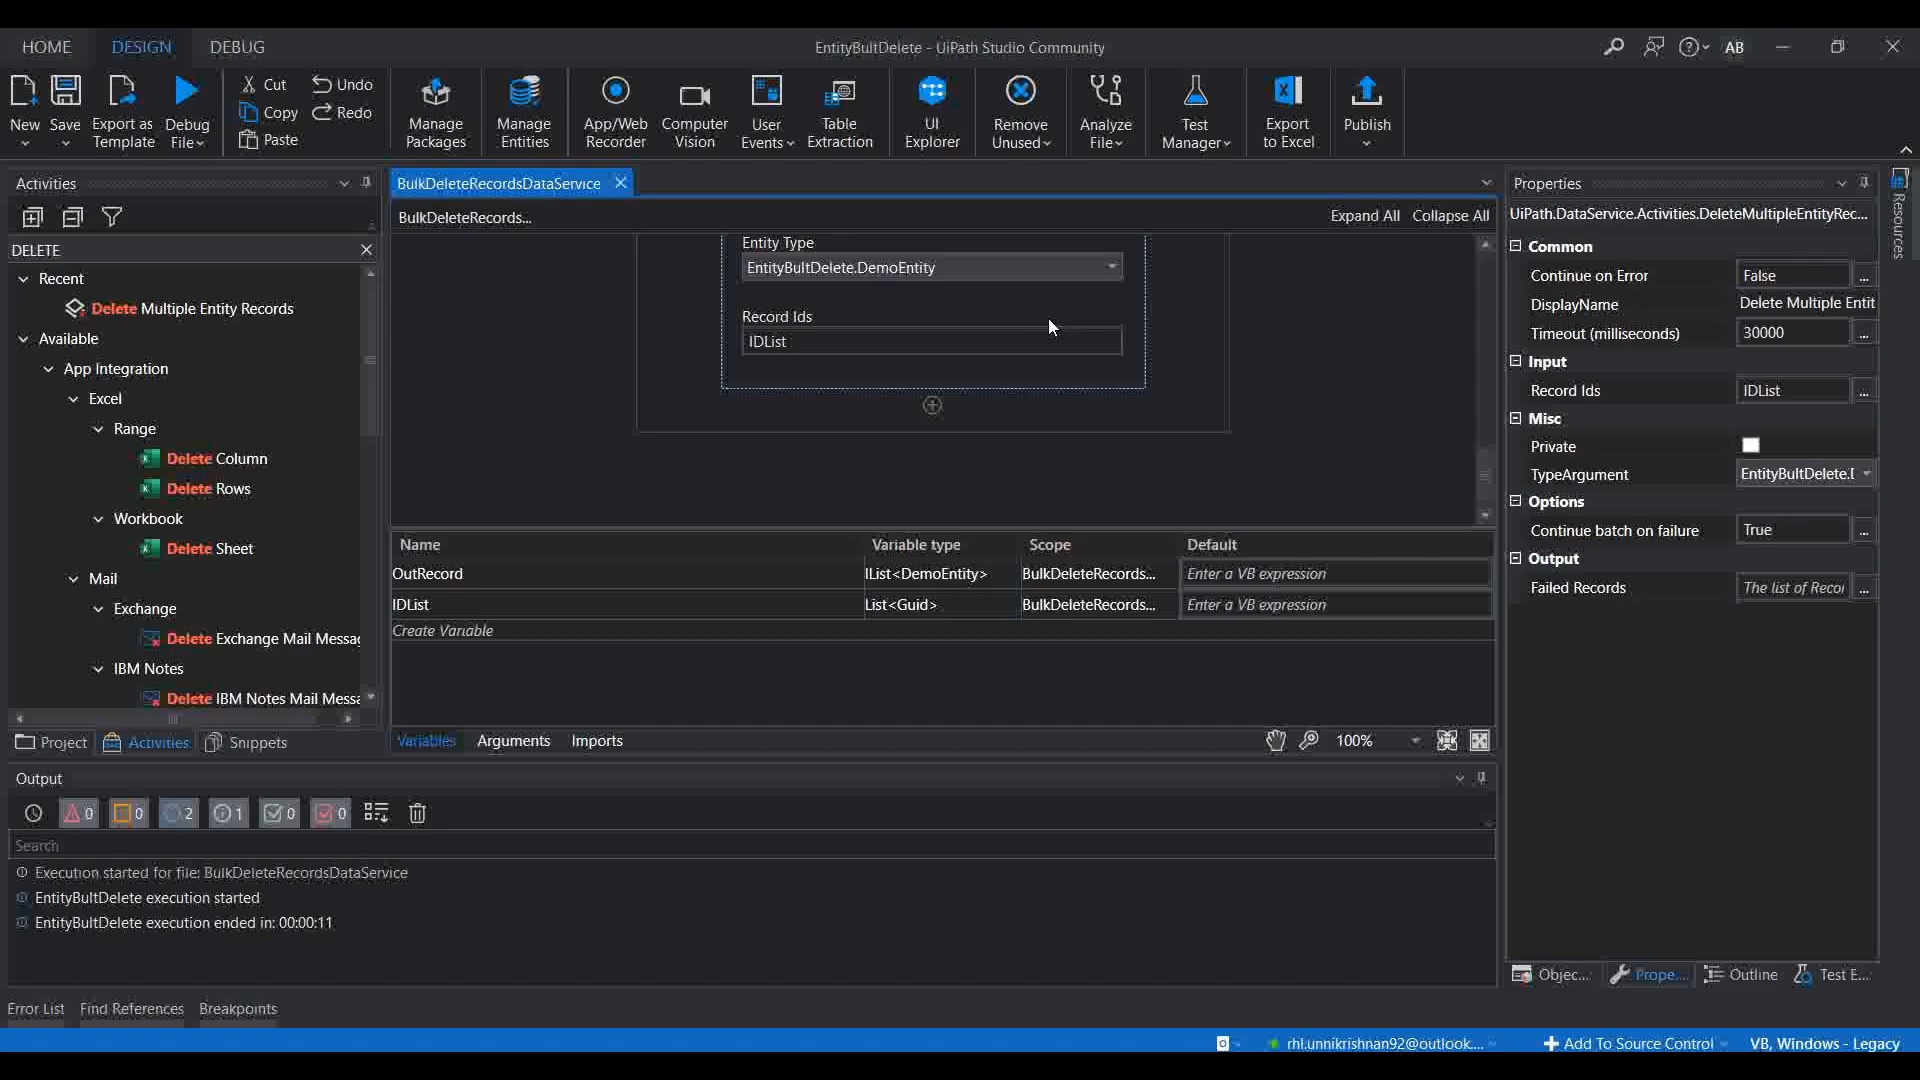 HOME DESIGN DEBUG EntityBultDelete - UiPath Studio Community AB
New Save Export as Template Debug File Cut Copy Paste Undo Redo Manage Packages Manage Entities App/Web Recorder Computer Vision User Events Table Extraction UI Explorer Remove Unused Analyze File Test Manager Export to Excel Publish
Activities
DELETE
Recent
Delete Multiple Entity Records
Available
App Integration
Excel
Range
Delete Column
Delete Rows
Workbook
Delete Sheet
Mail
Exchange
Delete Exchange Mail Messag
IBM Notes
Delete IBM Notes Mail Messa
Project Activities Snippets
BulkDeleteRecordsDataService
BulkDeleteRecords... Expand All Collapse All
Entity Type
EntityBultDelete.DemoEntity
Record Ids
IDList
Name Variable type Scope Default
OutRecord IList<DemoEntity> BulkDeleteRecords... Enter a VB expression
IDList List<Guid> BulkDeleteRecords... Enter a VB expression
Create Variable
Variables Arguments Imports 100%
Properties
UiPath.DataService.Activities.DeleteMultipleEntityRec...
Common
Continue on Error False ...
DisplayName Delete Multiple Entit
Timeout (milliseconds) 30000 ...
Input
Record Ids IDList ...
Misc
Private
TypeArgument EntityBultDelete.[
Options
Continue batch on failure True ...
Output
Failed Records The list of Recor ...
Objec... Prope... Outline Test E...
Resources
Output
0 0 2 1 0 0
Search
Execution started for file: BulkDeleteRecordsDataService
EntityBultDelete execution started
EntityBultDelete execution ended in: 00:00:11
Error List Find References Breakpoints
rhl.unnikrishnan92@outlook.... Add To Source Control VB, Windows - Legacy